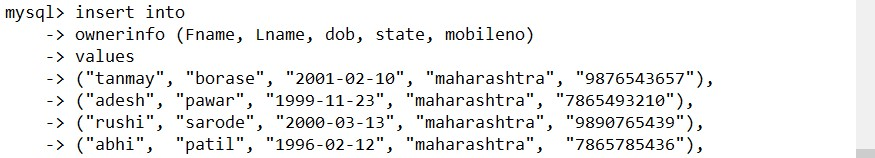 mysql> insert into
    -> ownerinfo (Fname, Lname, dob, state, mobileno)
    -> values
    -> ("tanmay", "borase", "2001-02-10", "maharashtra", "9876543657"),
    -> ("adesh", "pawar", "1999-11-23", "maharashtra", "7865493210"),
    -> ("rushi", "sarode", "2000-03-13", "maharashtra", "9890765439"),
    -> ("abhi",  "patil", "1996-02-12", "maharashtra", "7865785436"),